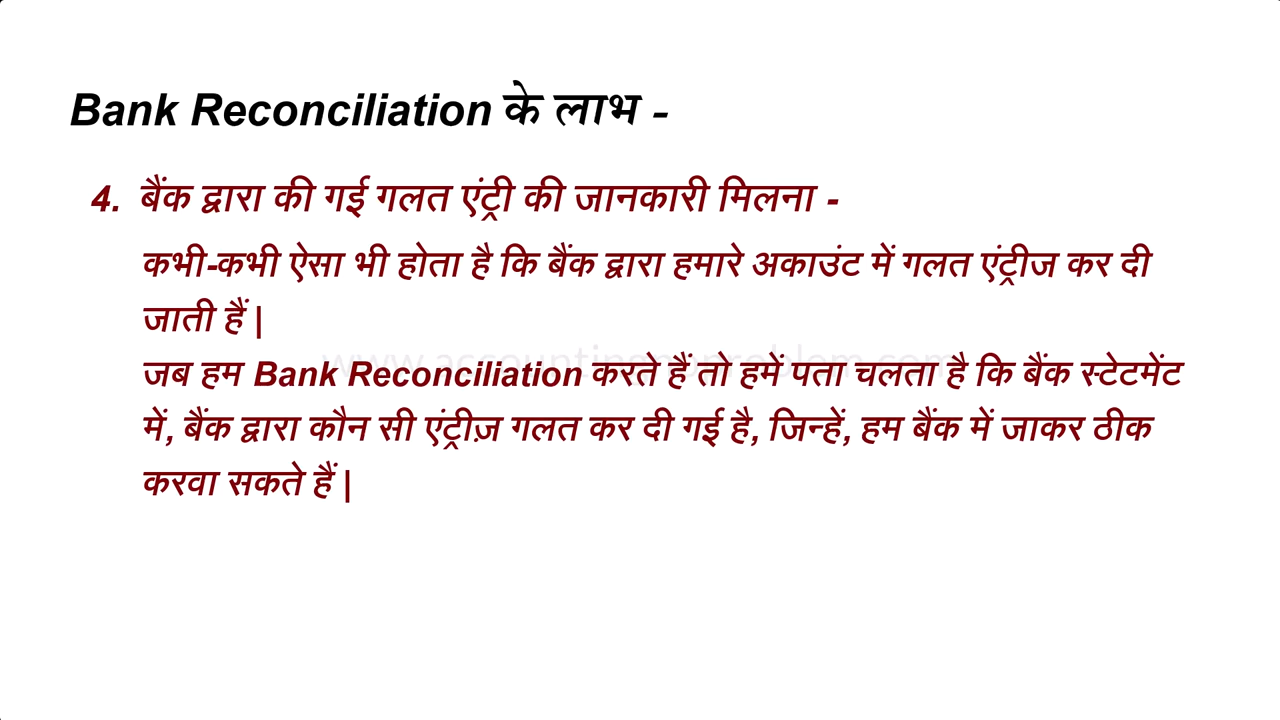 Bank Reconciliation के लाभ -
4. बैंक द्वारा की गई गलत एंट्री की जानकारी मिलना -
कभी-कभी ऐसा भी होता है कि बैंक द्वारा हमारे अकाउंट में गलत एंट्रीज कर दी
जाती हैं |
जब हम Bank Reconciliation करते हैं तो हमें पता चलता है कि बैंक स्टेटमेंट
में, बैंक द्वारा कौन सी एंट्रीज़ गलत कर दी गई है, जिन्हें, हम बैंक में जाकर ठीक
करवा सकते हैं |